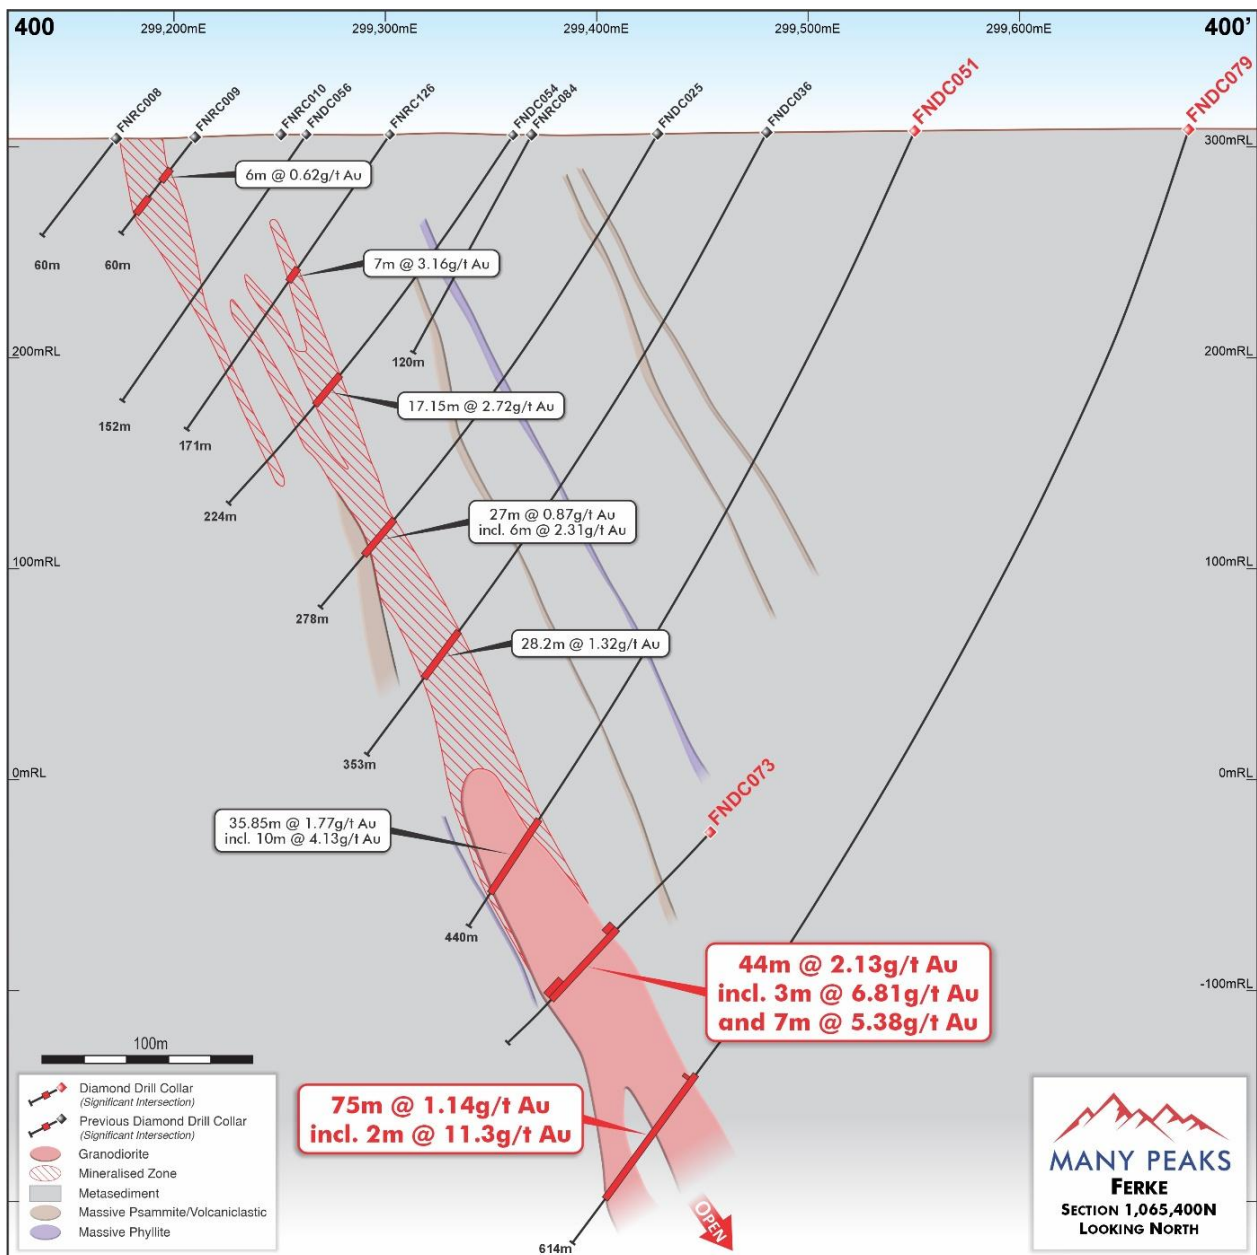 400
299,200mE
299,300mE
299,400mE
299,500mE
299,600mE
400'
FNRC008
FNRC009
FNRC010
FNDC056
FNRC126
FNDC054
FNRC084
FNDC025
FNDC036
FNDC051
FNDC079
300mRL
300mRL
6m @ 0.62g/t Au
60m
60m
7m @ 3.16g/t Au
200mRL
200mRL
120m
17.15m @ 2.72g/t Au
152m
171m
224m
27m @ 0.87g/t Au
incl. 6m @ 2.31g/t Au
100mRL
100mRL
278m
28.2m @ 1.32g/t Au
353m
0mRL
0mRL
FNDC073
35.85m @ 1.77g/t Au
incl. 10m @ 4.13g/t Au
440m
44m @ 2.13g/t Au
incl. 3m @ 6.81g/t Au
and 7m @ 5.38g/t Au
-100mRL
100m
75m @ 1.14g/t Au
incl. 2m @ 11.3g/t Au
Diamond Drill Collar
(Significant Intersection)
Previous Diamond Drill Collar
(Significant Intersection)
Granodiorite
Mineralised Zone
Metasediment
Massive Psammite/Volcaniclastic
Massive Phyllite
614m
OPEN
MANY PEAKS
FERKE
SECTION 1,065,400N
LOOKING NORTH